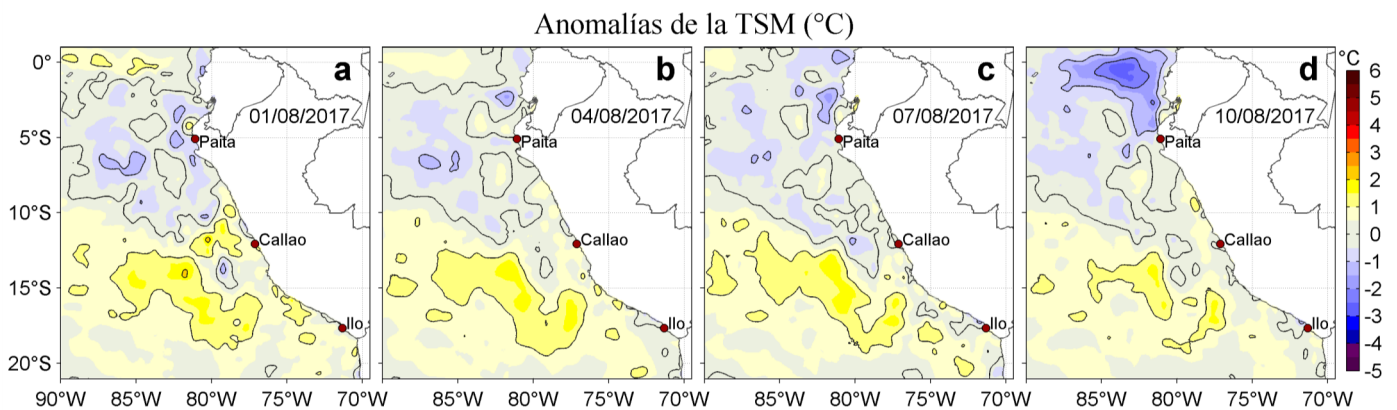 Anomalías de la TSM (°C)
a
01/08/2017
Paita
Callao
Ilo
b
04/08/2017
Paita
Callao
Ilo
c
07/08/2017
Paita
Callao
Ilo
d
10/08/2017
Paita
Callao
Ilo
0°
5°S
10°S
15°S
20°S
90°W 85°W 80°W 75°W 70°W
85°W 80°W 75°W 70°W
85°W 80°W 75°W 70°W
85°W 80°W 75°W 70°W
°C
6
5
4
3
2
1
0
-1
-2
-3
-4
-5